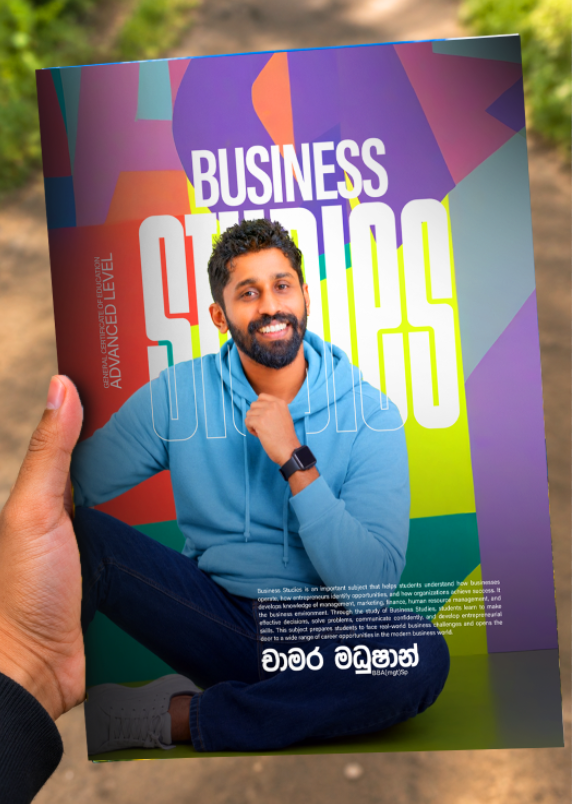 BUSINESS
STUDIES
GENERAL CERTIFICATE OF EDUCATION
ADVANCED LEVEL
Business Studies is an important subject that helps students understand how businesses
operate, how entrepreneurs identify opportunities, and how organizations achieve success. It
develops knowledge of management, marketing, finance, human resource management, and
the business environment. Through the study of Business Studies, students learn to make
effective decisions, solve problems, communicate confidently, and develop entrepreneurial
skills. This subject prepares students to face real-world business challenges and opens the
door to a wide range of career opportunities in the modern business world.
චාමර මධුෂාන්
BBA(mgt)Sp